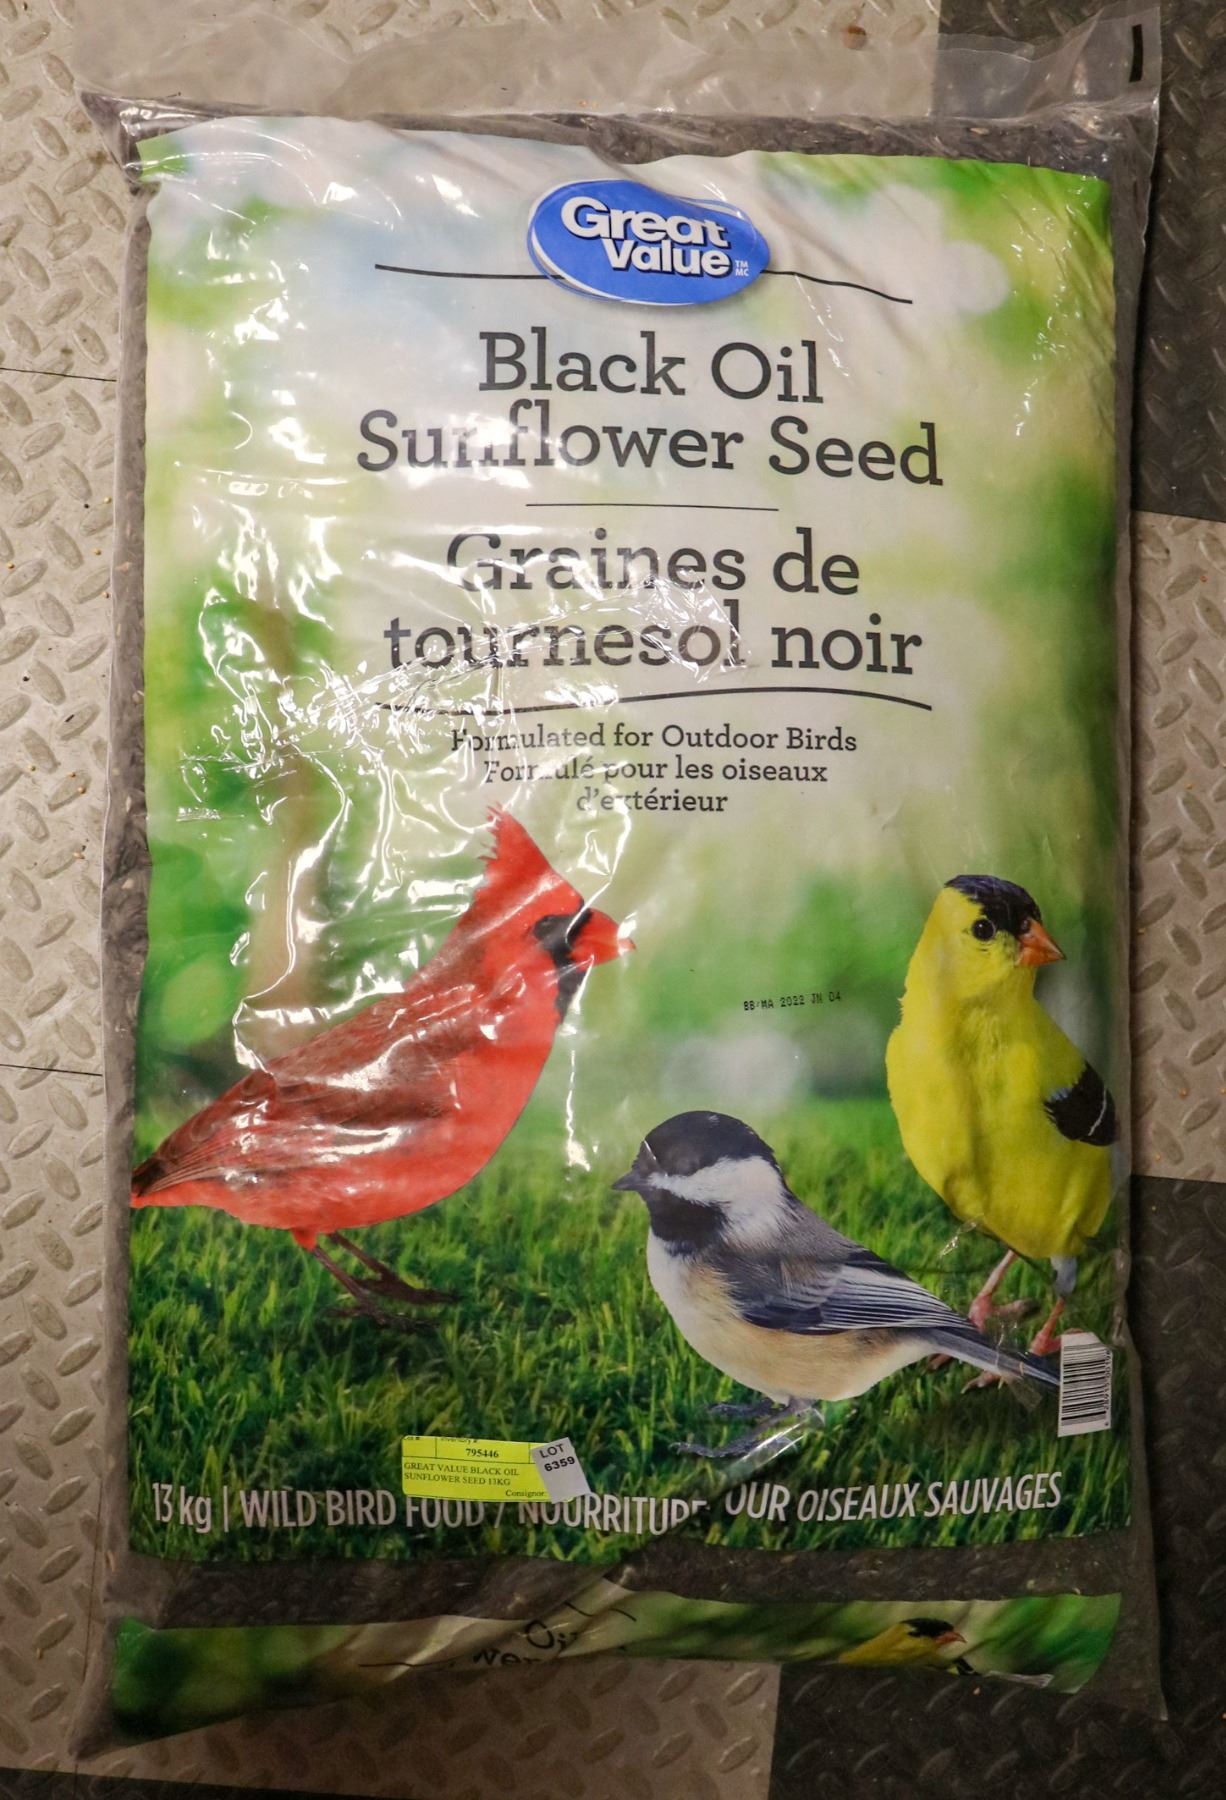 Great
Value TM
MC
Black Oil
Sunflower Seed
Graines de
tournesol noir
Formulated for Outdoor Birds
Formulé pour les oiseaux
d'extérieur
BB/MA 2022 JN 04
Inventory #
795446
LOT
6359
GREAT VALUE BLACK OIL
SUNFLOWER SEED 13KG
Consignor:
13 kg | WILD BIRD FOOD / NOURRITURE POUR OISEAUX SAUVAGES